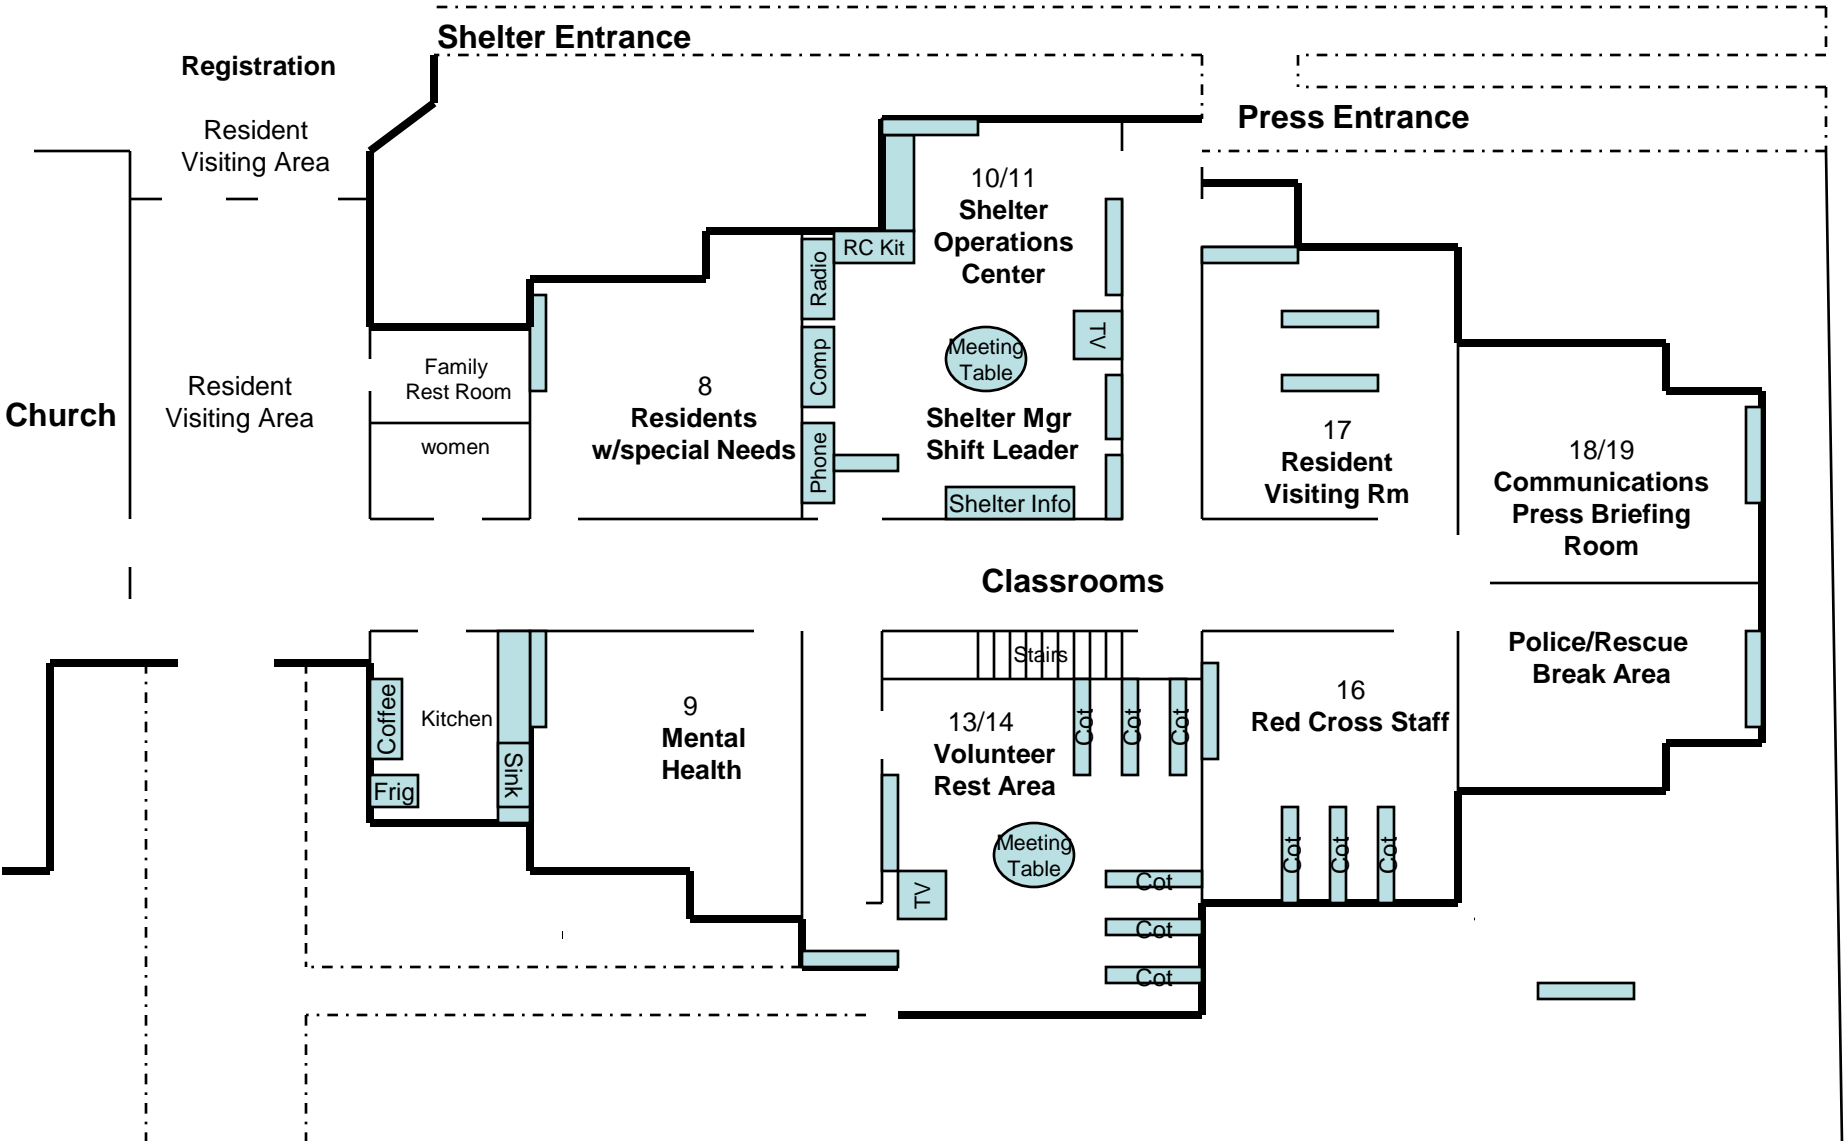 Shelter Entrance
Registration
Resident
Visiting Area
Press Entrance
10/11
Shelter
Operations
Center
RC Kit
Radio
Comp
Phone
TV
Meeting
Table
Shelter Mgr
Shift Leader
Shelter Info
Family
Rest Room
women
Resident
Visiting Area
Church
8
Residents
w/special Needs
17
Resident
Visiting Rm
18/19
Communications
Press Briefing
Room
Classrooms
Police/Rescue
Break Area
Stairs
Coffee
Kitchen
Frig
Sink
9
Mental
Health
13/14
Volunteer
Rest Area
Cot
Cot
Cot
Meeting
Table
TV
Cot
Cot
Cot
16
Red Cross Staff
Cot
Cot
Cot